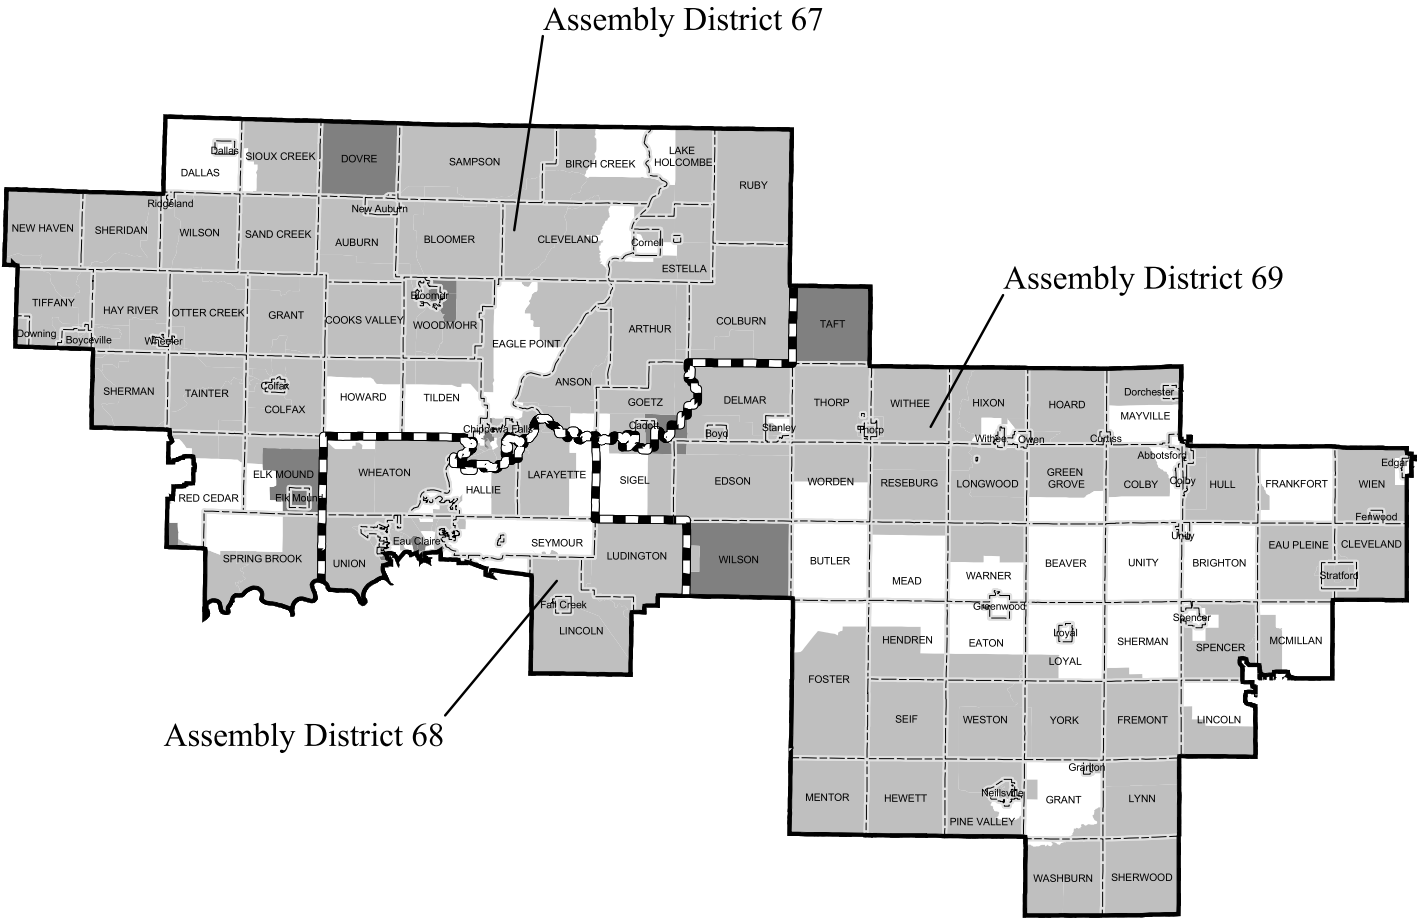 Assembly District 67
Dallas
SIOUX CREEK
DOVRE
SAMPSON
BIRCH CREEK
LAKE
HOLCOMBE
DALLAS
RUBY
Ridgeland
New Auburn
NEW HAVEN
SHERIDAN
WILSON
SAND CREEK
AUBURN
BLOOMER
CLEVELAND
Cornell
ESTELLA
Assembly District 69
TIFFANY
HAY RIVER
OTTER CREEK
GRANT
COOKS VALLEY
Bloomer
WOODMOHR
EAGLE POINT
ARTHUR
COLBURN
TAFT
Downing
Boyceville
Wheeler
SHERMAN
TAINTER
Colfax
COLFAX
HOWARD
TILDEN
ANSON
GOETZ
DELMAR
THORP
WITHEE
HIXON
HOARD
Dorchester
MAYVILLE
Chippewa Falls
Cadott
Boyd
Stanley
Thorp
Withee
Owen
Curtiss
Abbotsford
ELK MOUND
WHEATON
LAFAYETTE
SIGEL
EDSON
WORDEN
RESEBURG
LONGWOOD
GREEN
GROVE
COLBY
Colby
HULL
FRANKFORT
WIEN
Edgar
RED CEDAR
Elk Mound
HALLIE
Fenwood
SPRING BROOK
UNION
Eau Claire
SEYMOUR
LUDINGTON
WILSON
BUTLER
MEAD
WARNER
BEAVER
UNITY
Unity
BRIGHTON
EAU PLEINE
CLEVELAND
Stratford
Fall Creek
LINCOLN
Greenwood
HENDREN
EATON
Loyal
LOYAL
SHERMAN
Spencer
SPENCER
MCMILLAN
FOSTER
SEIF
WESTON
YORK
FREMONT
LINCOLN
Assembly District 68
MENTOR
HEWETT
Neillsville
PINE VALLEY
Granton
GRANT
LYNN
WASHBURN
SHERWOOD